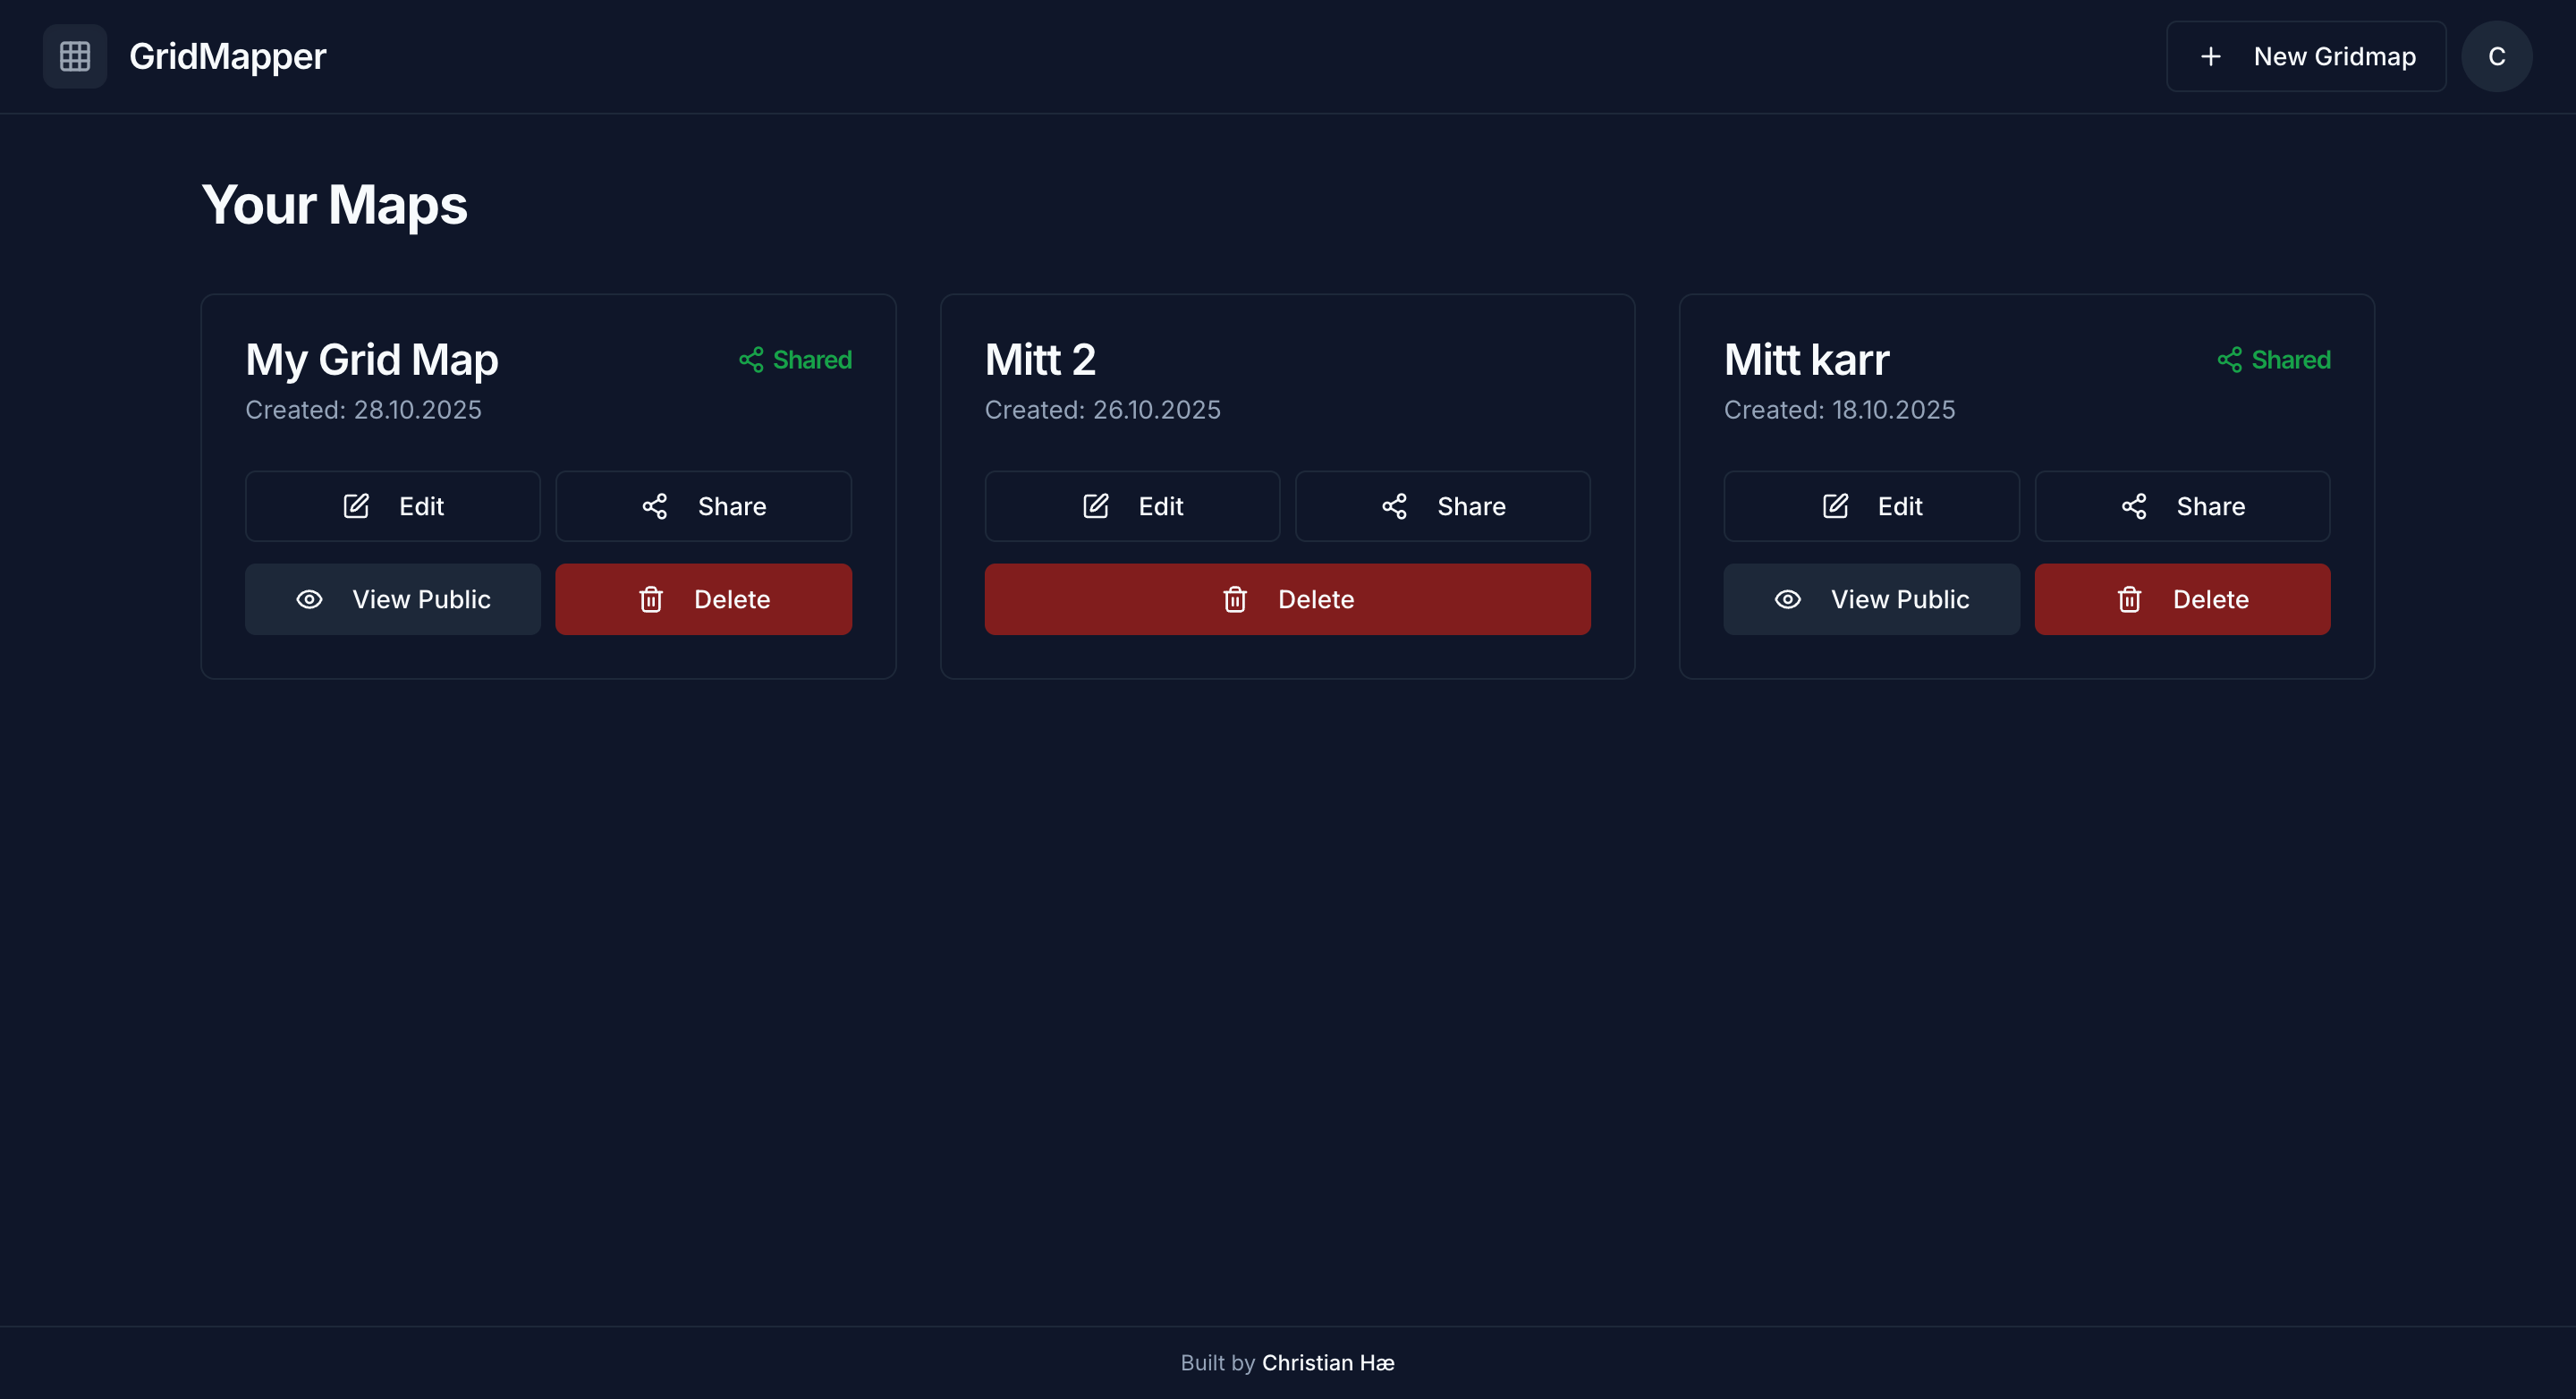 GridMapper
New Gridmap
C
Your Maps
My Grid Map
Shared
Created: 28.10.2025
Edit
Share
View Public
Delete
Mitt 2
Created: 26.10.2025
Edit
Share
Delete
Mitt karr
Shared
Created: 18.10.2025
Edit
Share
View Public
Delete
Built by Christian Hæ